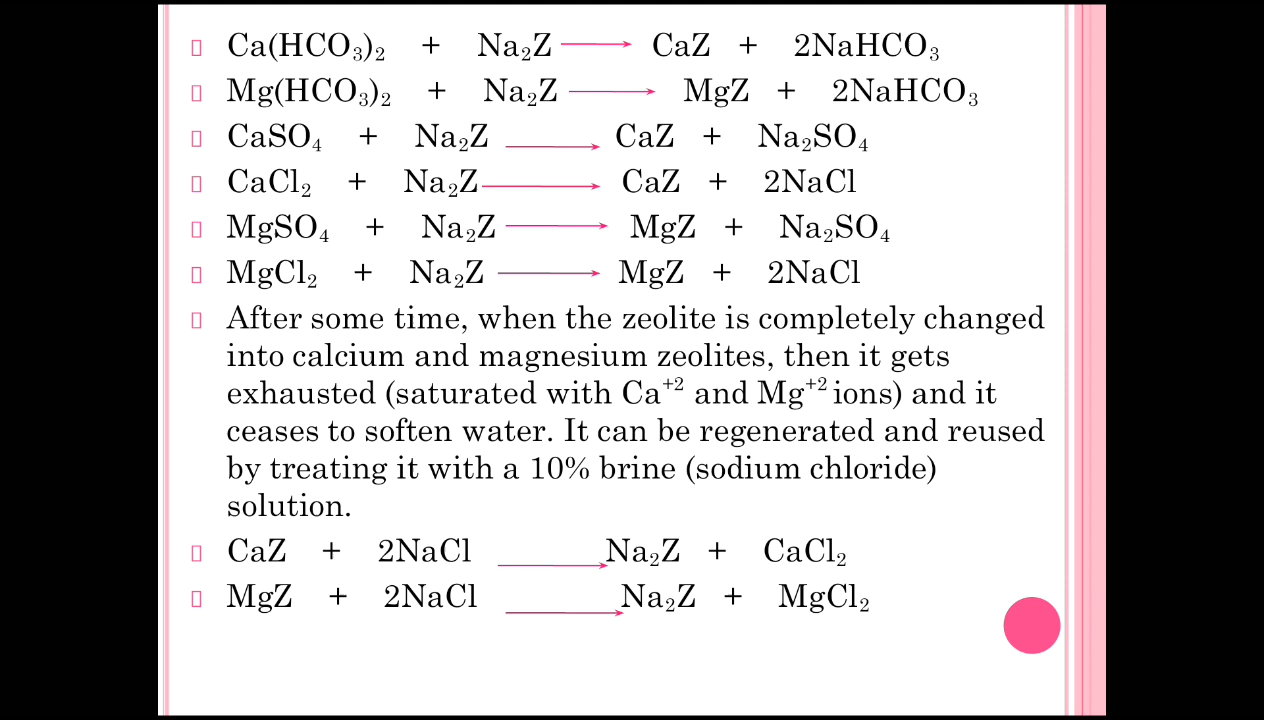 Ca(HCO₃)₂ + Na₂Z ⟶ CaZ + 2NaHCO₃
Mg(HCO₃)₂ + Na₂Z ⟶ MgZ + 2NaHCO₃
CaSO₄ + Na₂Z ⟶ CaZ + Na₂SO₄
CaCl₂ + Na₂Z ⟶ CaZ + 2NaCl
MgSO₄ + Na₂Z ⟶ MgZ + Na₂SO₄
MgCl₂ + Na₂Z ⟶ MgZ + 2NaCl
After some time, when the zeolite is completely changed
into calcium and magnesium zeolites, then it gets
exhausted (saturated with Ca⁺² and Mg⁺² ions) and it
ceases to soften water. It can be regenerated and reused
by treating it with a 10% brine (sodium chloride)
solution.
CaZ + 2NaCl ⟶ Na₂Z + CaCl₂
MgZ + 2NaCl ⟶ Na₂Z + MgCl₂